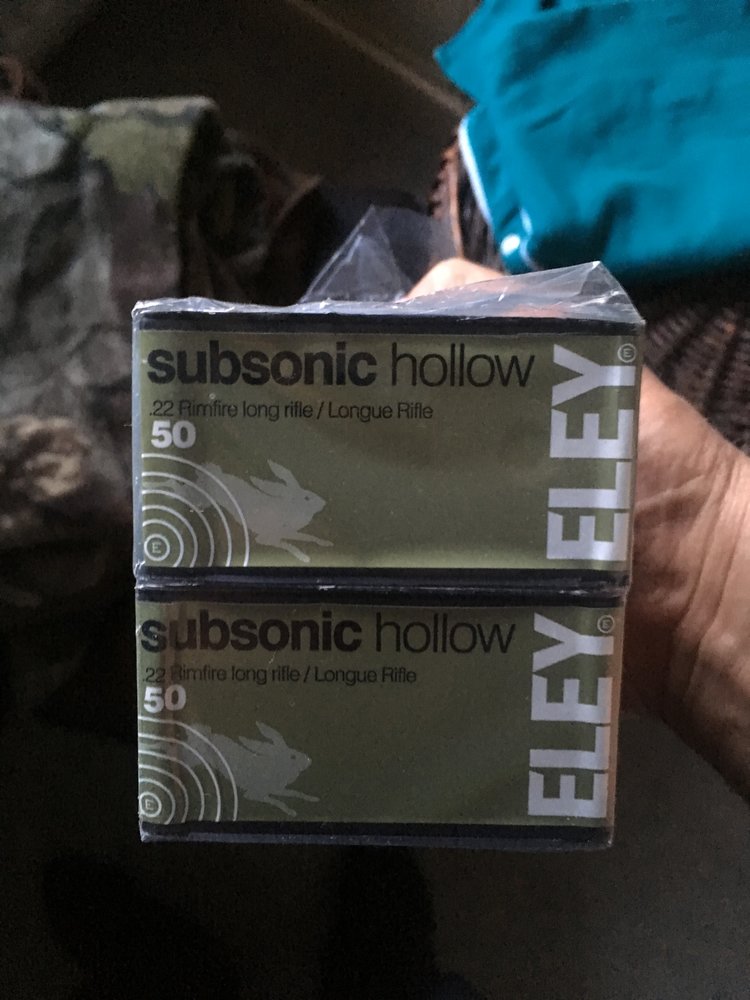 subsonic hollow
.22 Rimfire long rifle / Longue Rifle
50
E
ELEY
E
subsonic hollow
.22 Rimfire long rifle / Longue Rifle
50
E
ELEY
E